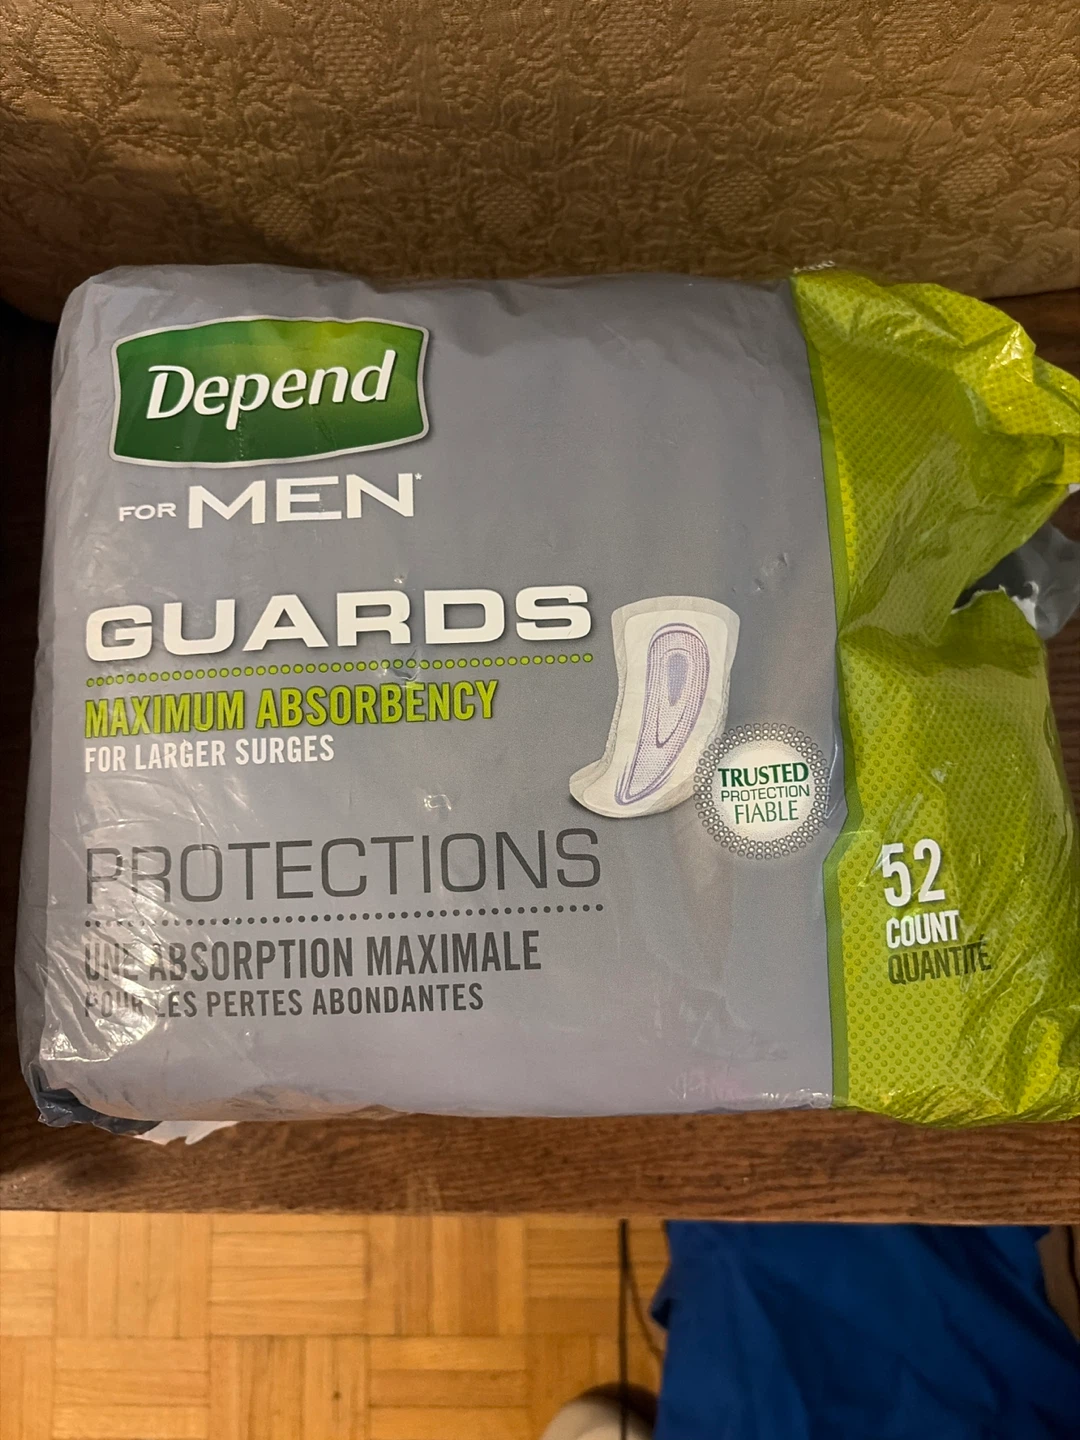 Depend
FOR MEN*
GUARDS
MAXIMUM ABSORBENCY
FOR LARGER SURGES
TRUSTED
PROTECTION
FIABLE
PROTECTIONS
UNE ABSORPTION MAXIMALE
POUR LES PERTES ABONDANTES
52
COUNT
QUANTITÉ